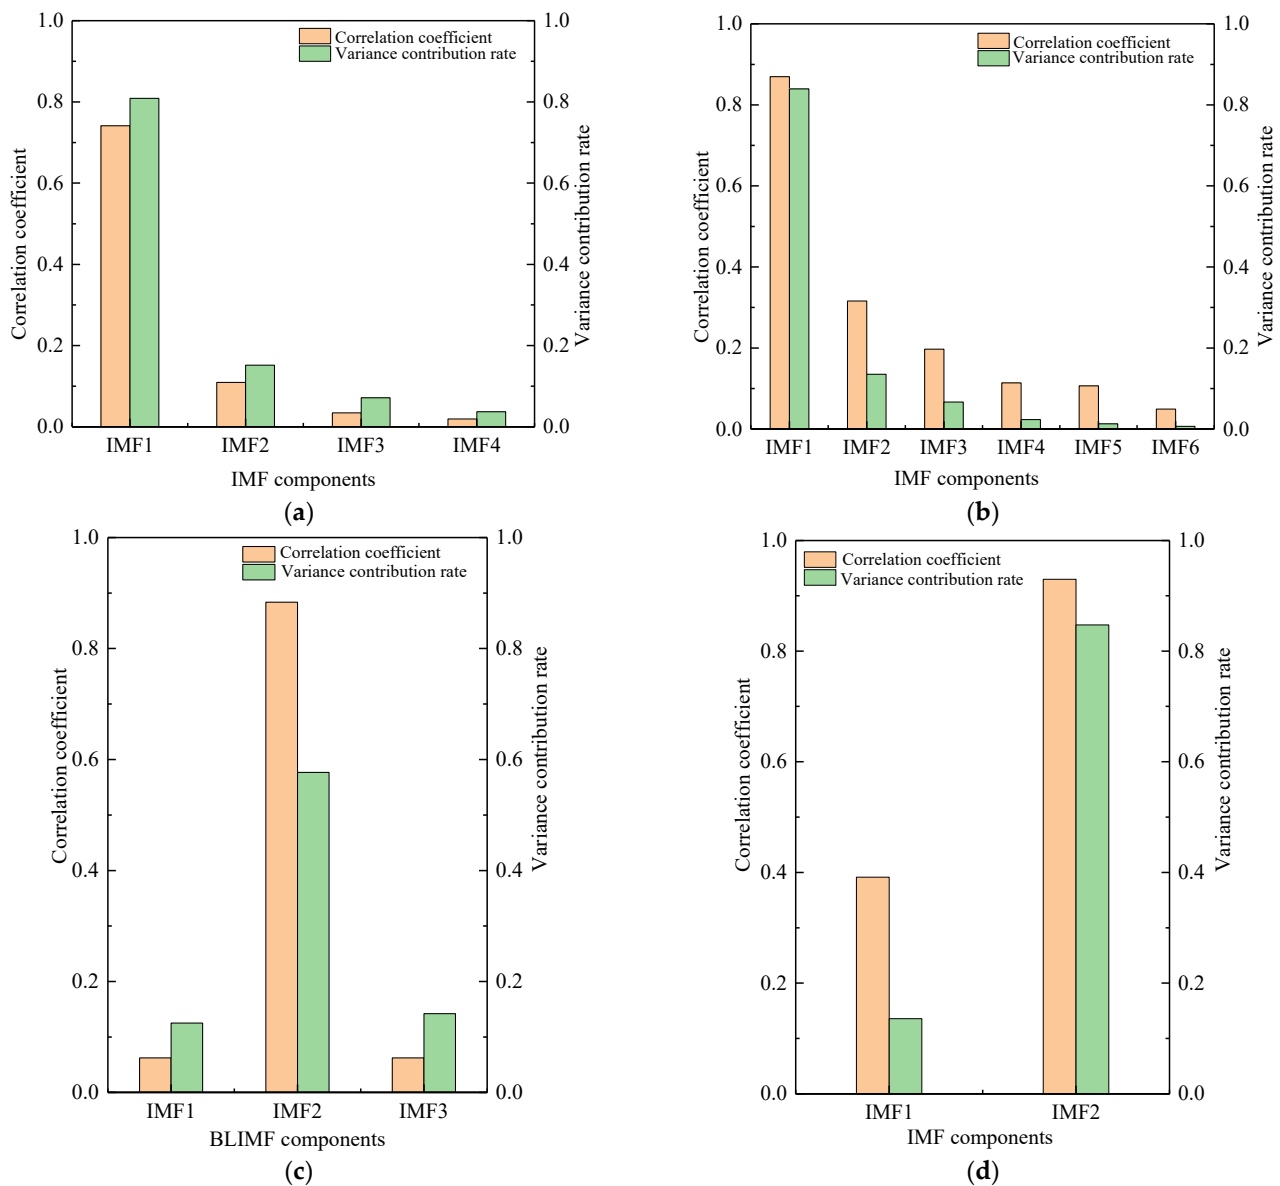 Correlation coefficient
Variance contribution rate
1.0
0.8
0.6
0.4
0.2
0.0
1.0
0.8
0.6
0.4
0.2
0.0
Correlation coefficient
Variance contribution rate
IMF1 IMF2 IMF3 IMF4
IMF components
(a)
Correlation coefficient
Variance contribution rate
1.0
0.8
0.6
0.4
0.2
0.0
1.0
0.8
0.6
0.4
0.2
0.0
Correlation coefficient
Variance contribution rate
IMF1 IMF2 IMF3 IMF4 IMF5 IMF6
IMF components
(b)
Correlation coefficient
Variance contribution rate
1.0
0.8
0.6
0.4
0.2
0.0
1.0
0.8
0.6
0.4
0.2
0.0
Correlation coefficient
Variance contribution rate
IMF1 IMF2 IMF3
BLIMF components
(c)
Correlation coefficient
Variance contribution rate
1.0
0.8
0.6
0.4
0.2
0.0
1.0
0.8
0.6
0.4
0.2
0.0
Correlation coefficient
Variance contribution rate
IMF1 IMF2
IMF components
(d)